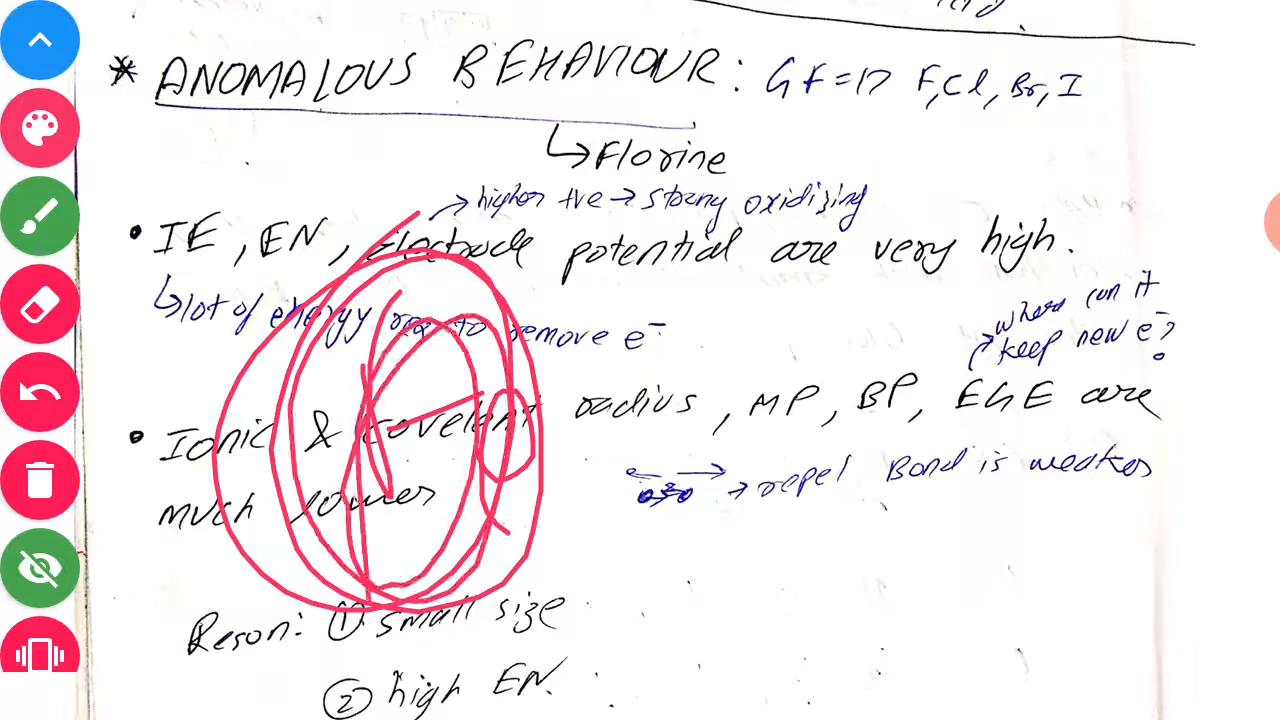 * ANOMALOUS BEHAVIOUR: GF=17 F, Cl, Br, I
↳ Florine
→ higher +ve → strong oxidizing
• IE, EN, Electrode potential are very high.
↳ lot of energy req to remove e⁻
where can it
keep new e⁻?
• Ionic & covelent radius, MP, BP, EGE are
→ repel Bond is weaker
much lower
Reson: ① small size
② high EN.